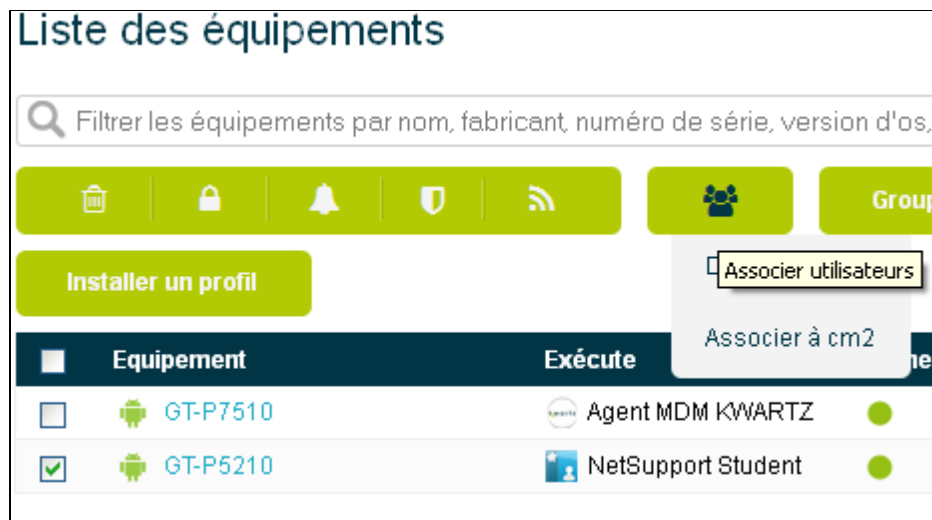 Liste des équipements
Filtrer les équipements par nom, fabricant, numéro de série, version d'os,
Group
Installer un profil
Associer utilisateurs
Associer à cm2
Equipement Exécute
GT-P7510 Agent MDM KWARTZ
GT-P5210 NetSupport Student